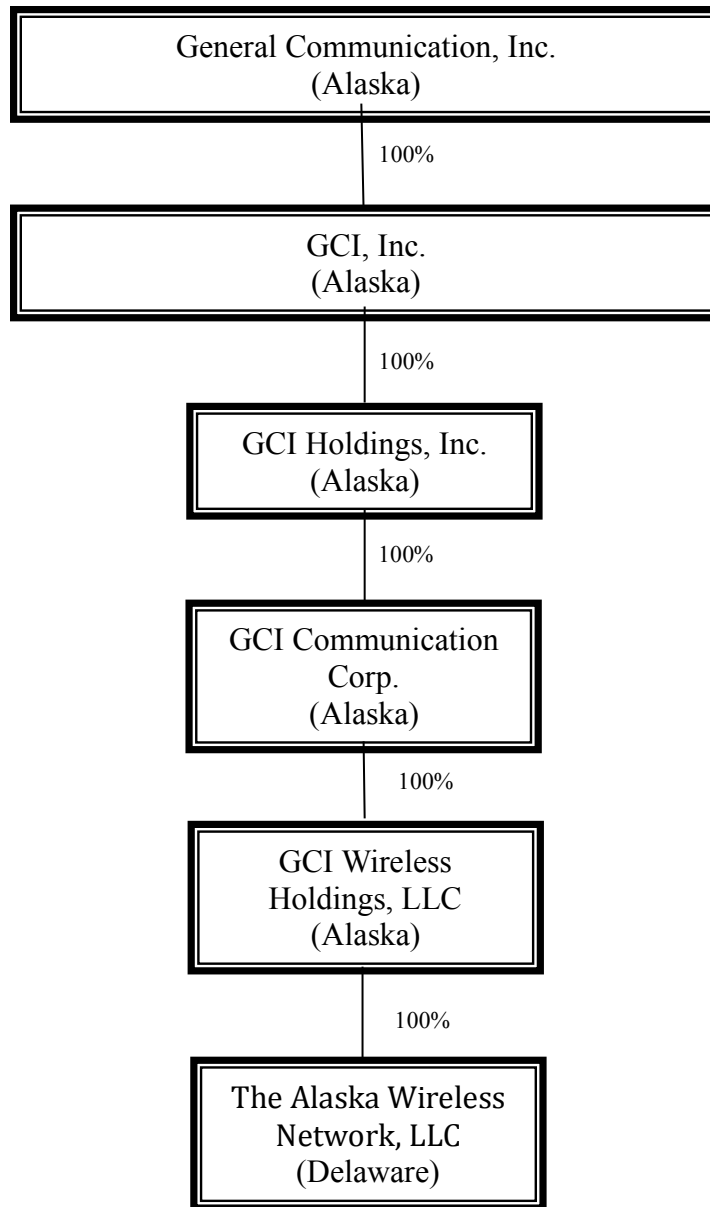 General Communication, Inc.
(Alaska)
100%
GCI, Inc.
(Alaska)
100%
GCI Holdings, Inc.
(Alaska)
100%
GCI Communication
Corp.
(Alaska)
100%
GCI Wireless
Holdings, LLC
(Alaska)
100%
The Alaska Wireless
Network, LLC
(Delaware)